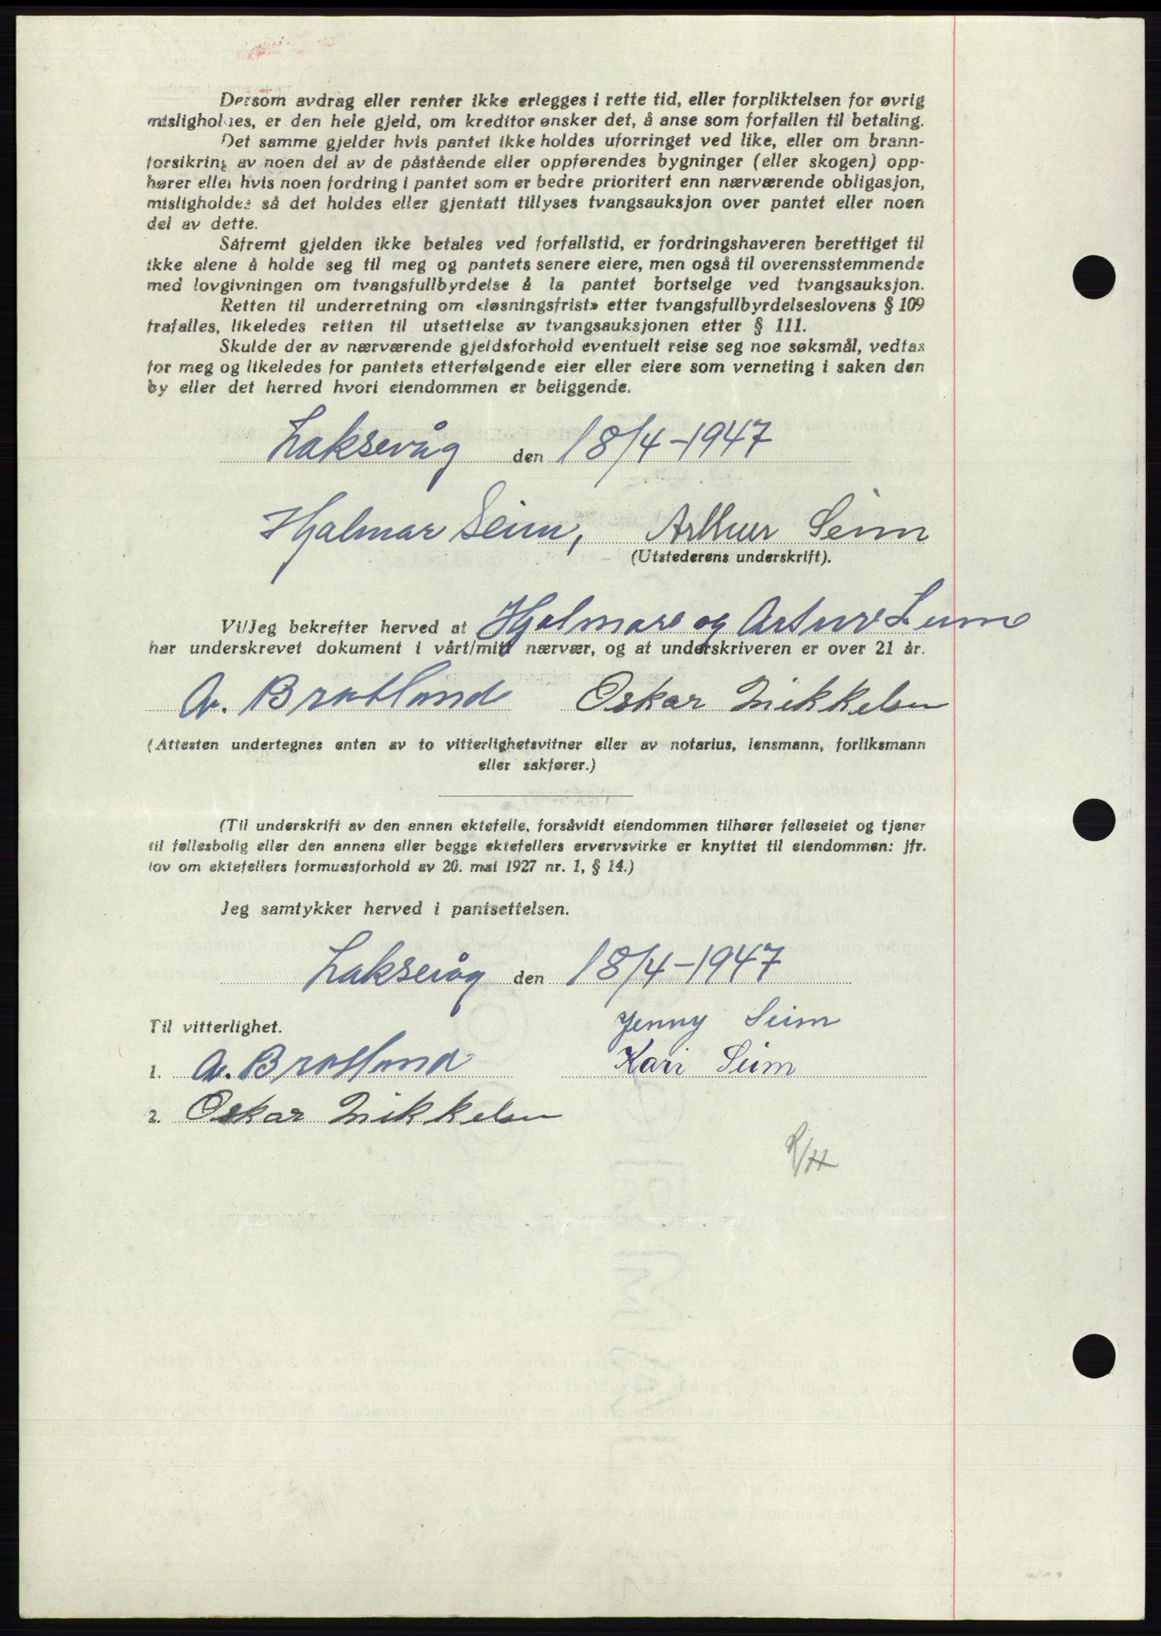 Dersom avdrag eller renter ikke erlegges i rette tid, eller forpliktelsen for øvrig
misligholdes, er den hele gjeld, om kreditor ønsker det, å anse som forfallen til betaling.
Det samme gjelder hvis pantet ikke holdes uforringet ved like, eller om brann-
forsikring av noen del av de påstående eller oppførendes bygninger (eller skogen) opp-
hører eller hvis noen fordring i pantet som er bedre prioritert enn nærværende obligasjon,
misligholdes så det holdes eller gjentatt tillyses tvangsauksjon over pantet eller noen
del av dette.
Såfremt gjelden ikke betales ved forfallstid, er fordringshaveren berettiget til
ikke alene å holde seg til meg og pantets senere eiere, men også til overensstemmende
med lovgivningen om tvangsfullbyrdelse å la pantet bortselge ved tvangsauksjon.
Retten til underretning om «løsningsfrist» etter tvangsfullbyrdelseslovens § 109
frafalles, likeledes retten til utsettelse av tvangsauksjonen etter § 111.
Skulde der av nærværende gjeldsforhold eventuelt reise seg noe søksmål, vedtas
for meg og likeledes for pantets etterfølgende eier eller eiere som verneting i saken den
by eller det herred hvori eiendommen er beliggende.
Laksevåg den 18/4-1947
Hjalmar Seim, Arthur Seim
(Utstederens underskrift).
Vi/Jeg bekrefter herved at Hjalmar og Artur Seim
har underskrevet dokument i vårt/mitt nærvær, og at underskriveren er over 21 år.
A. Bratland Oskar Mikkelsen
(Attesten undertegnes enten av to vitterlighetsvitner eller av notarius, lensmann, forliksmann
eller sakfører.)
(Til underskrift av den annen ektefelle, forsåvidt eiendommen tilhører felleseiet og tjener
til fellesbolig eller den annens eller begge ektefellers ervervsvirke er knyttet til eiendommen: jfr.
lov om ektefellers formuesforhold av 20. mai 1927 nr. 1, § 14.)
Jeg samtykker herved i pantsettelsen.
Laksevåg den 18/4-1947
Til vitterlighet. Jenny Seim
1. A. Bratland Kari Seim
2. Oskar Mikkelsen